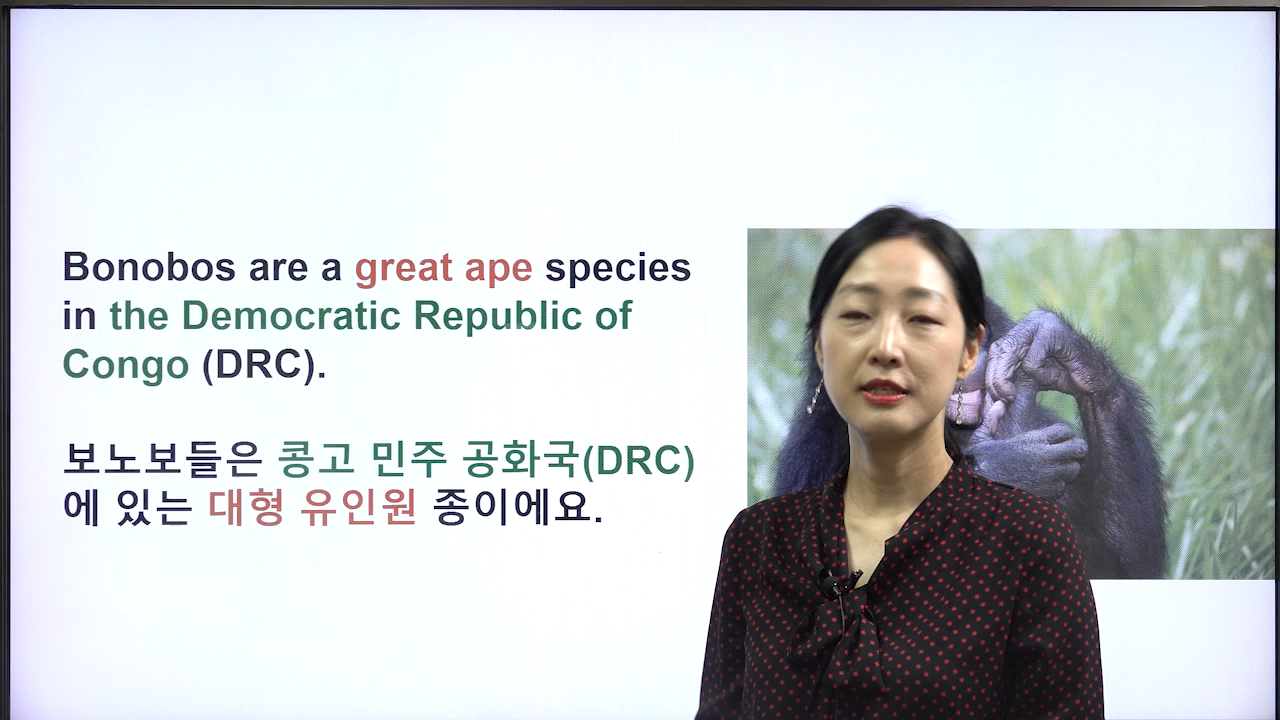 Bonobos are a great ape species
in the Democratic Republic of
Congo (DRC).
보노보들은 콩고 민주 공화국(DRC)
에 있는 대형 유인원 종이에요.